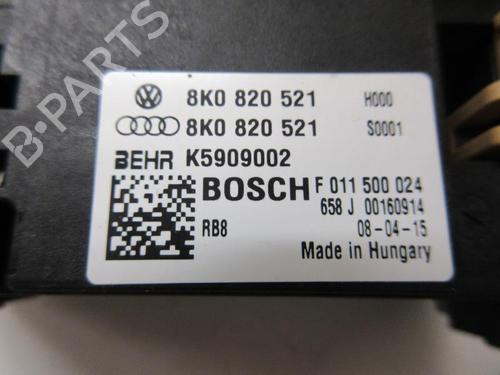 8K0 820 521 H000
8K0 820 521 S0001
BEHR K5909002
BOSCH F 011 500 024
658 J 00160914
RB8 08-04-15
Made in Hungary
B-PARTS